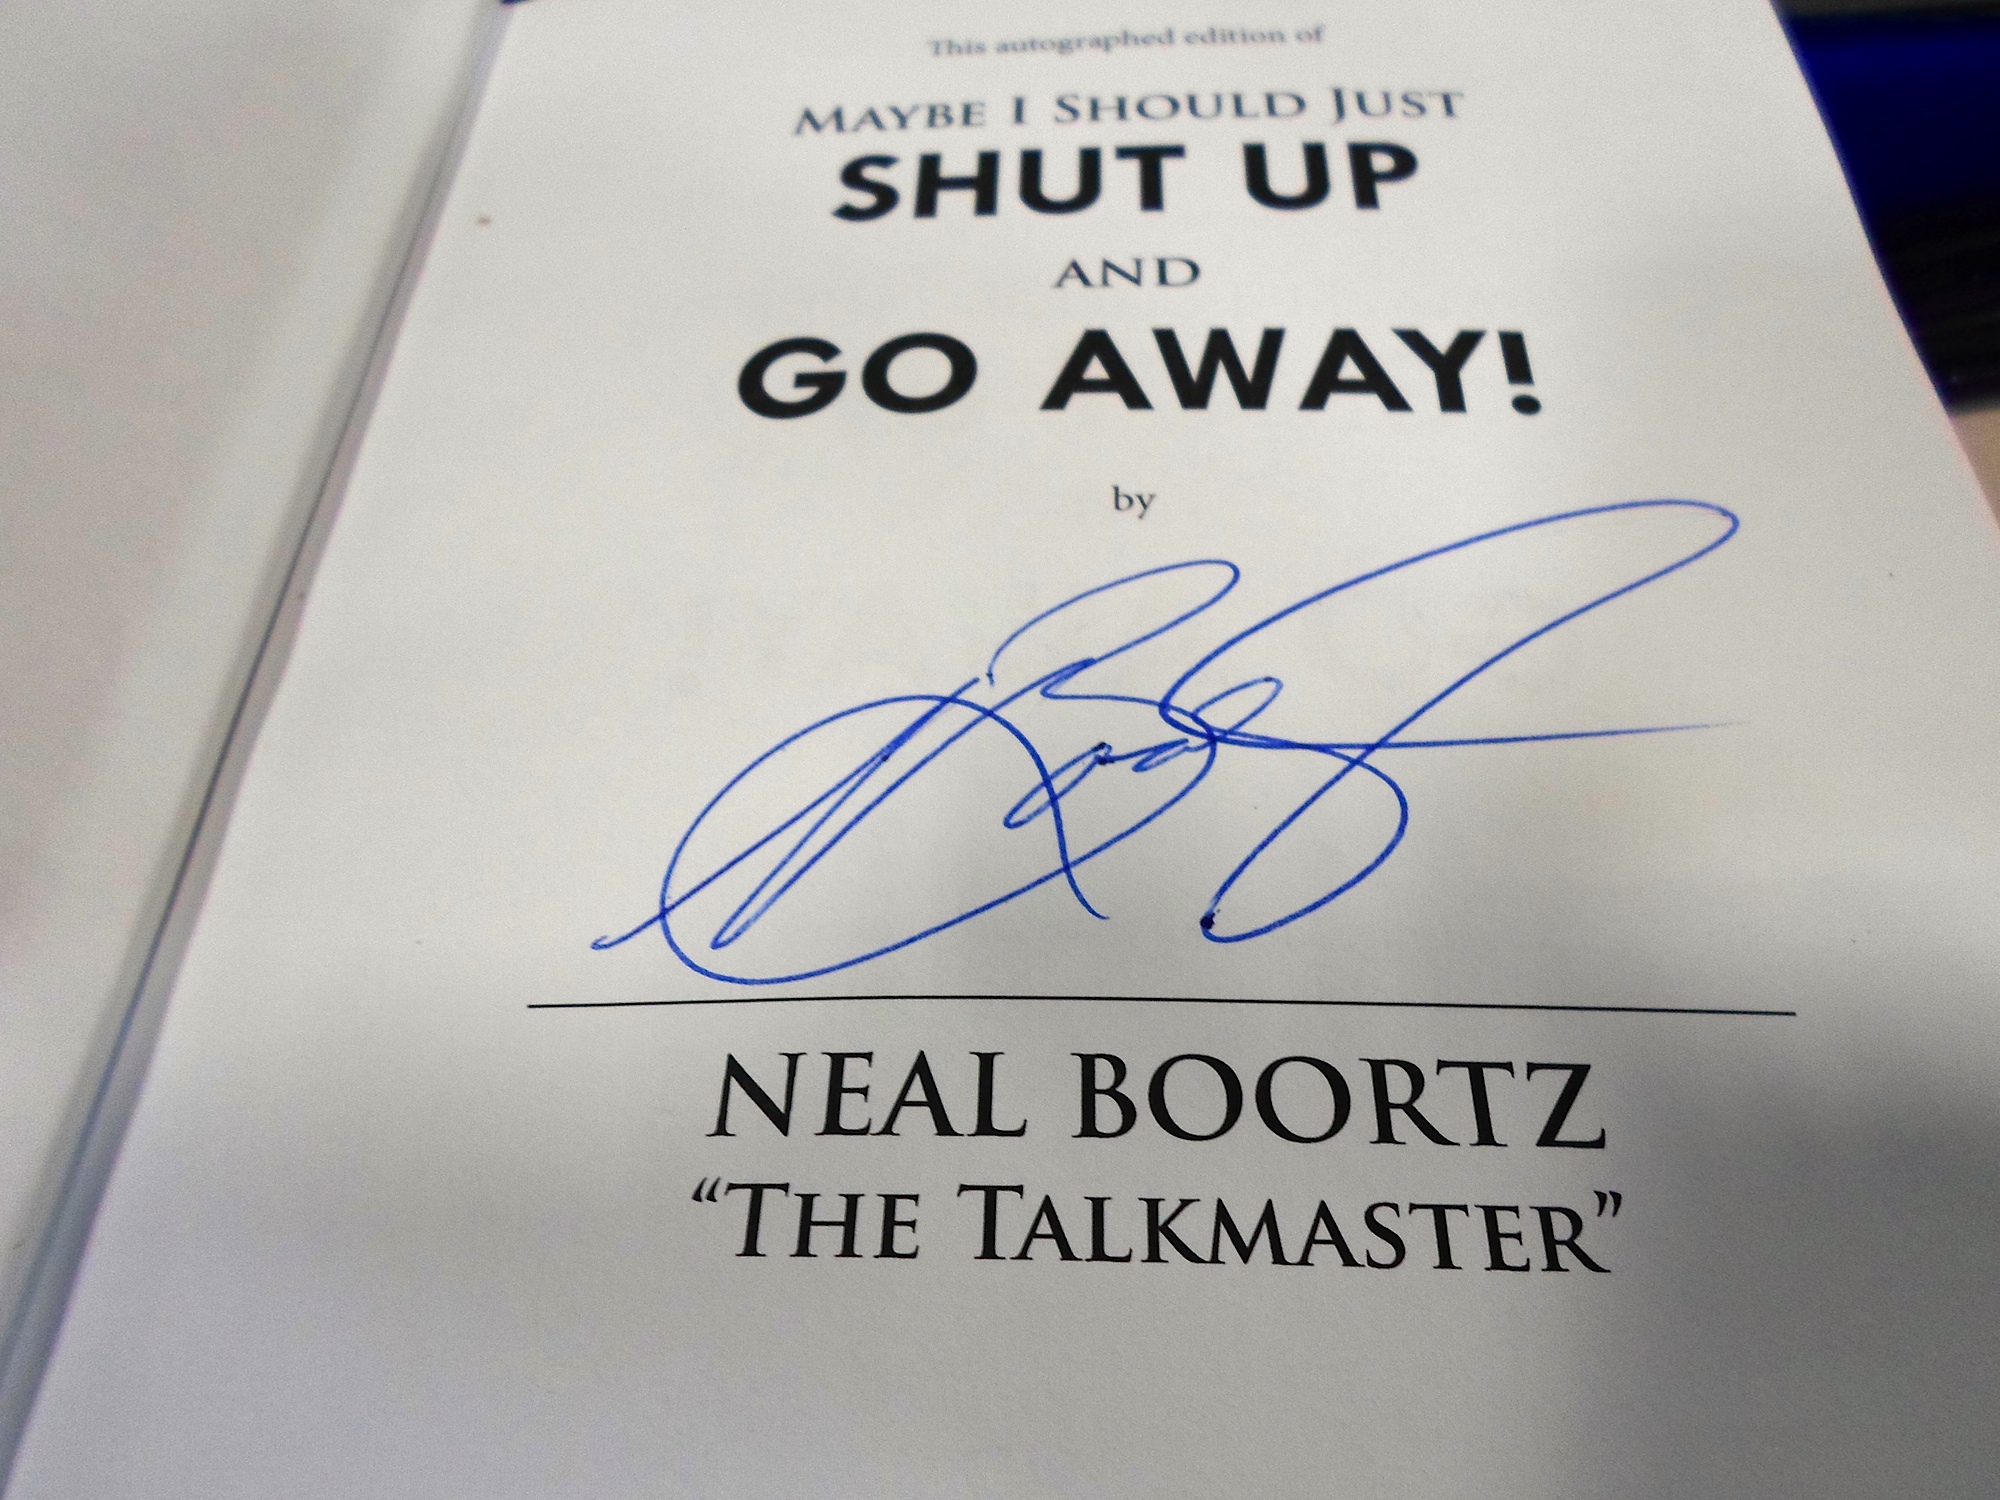 This autographed edition of
MAYBE I SHOULD JUST
SHUT UP
AND
GO AWAY!
by
NEAL BOORTZ
“THE TALKMASTER”